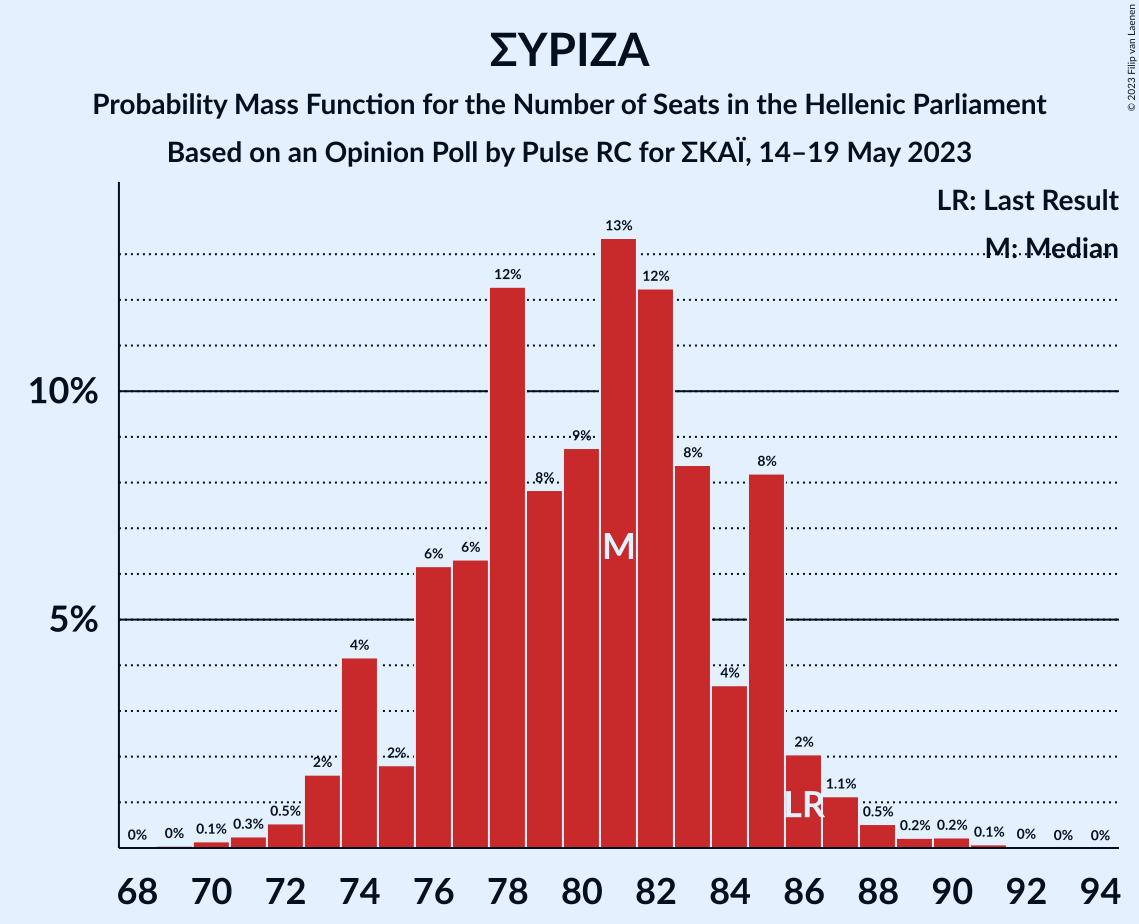 ΣΥΡΙΖΑ
Probability Mass Function for the Number of Seats in the Hellenic Parliament
Based on an Opinion Poll by Pulse RC for ΣΚΑΪ, 14–19 May 2023
© 2023 Filip van Laenen
LR: Last Result
M: Median
10%
5%
0% 0% 0.1% 0.3% 0.5% 2% 4% 2% 6% 6% 12% 8% 9% 13% 12% 8% 4% 8% 2% 1.1% 0.5% 0.2% 0.2% 0.1% 0% 0% 0%
M
LR
68 70 72 74 76 78 80 82 84 86 88 90 92 94